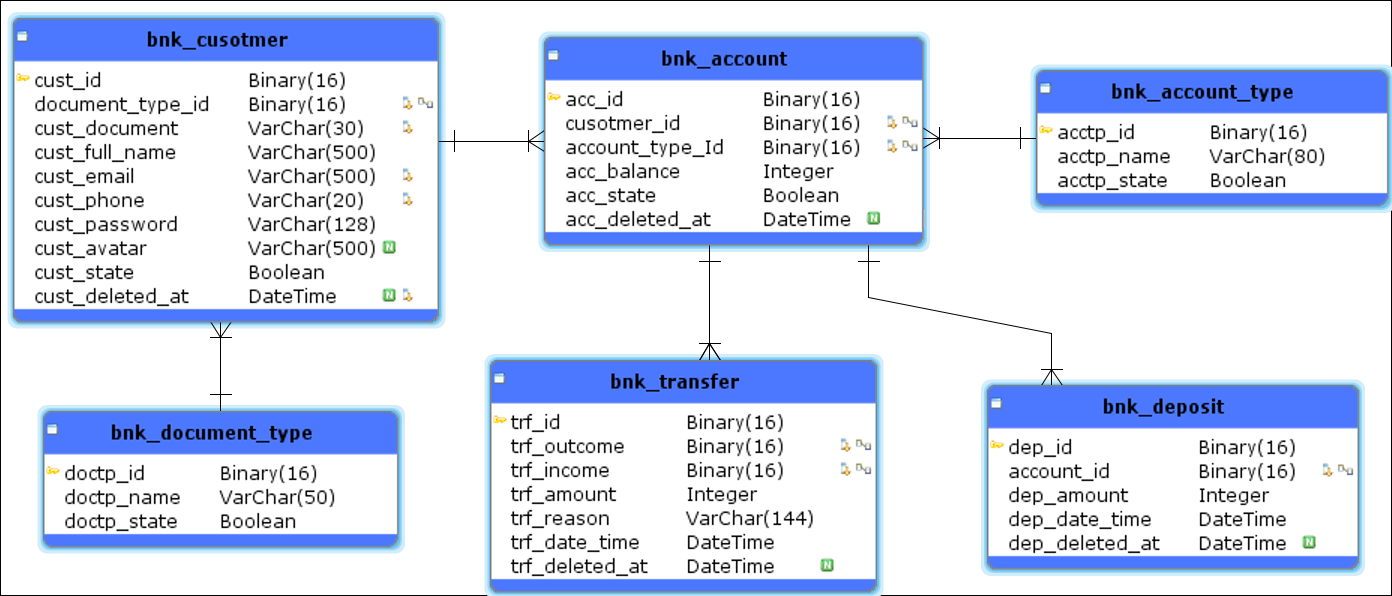 bnk_cusotmer
cust_id Binary(16)
document_type_id Binary(16)
cust_document VarChar(30)
cust_full_name VarChar(500)
cust_email VarChar(500)
cust_phone VarChar(20)
cust_password VarChar(128)
cust_avatar VarChar(500) N
cust_state Boolean
cust_deleted_at DateTime N
bnk_account
acc_id Binary(16)
cusotmer_id Binary(16)
account_type_Id Binary(16)
acc_balance Integer
acc_state Boolean
acc_deleted_at DateTime N
bnk_account_type
acctp_id Binary(16)
acctp_name VarChar(80)
acctp_state Boolean
bnk_document_type
doctp_id Binary(16)
doctp_name VarChar(50)
doctp_state Boolean
bnk_transfer
trf_id Binary(16)
trf_outcome Binary(16)
trf_income Binary(16)
trf_amount Integer
trf_reason VarChar(144)
trf_date_time DateTime
trf_deleted_at DateTime N
bnk_deposit
dep_id Binary(16)
account_id Binary(16)
dep_amount Integer
dep_date_time DateTime
dep_deleted_at DateTime N